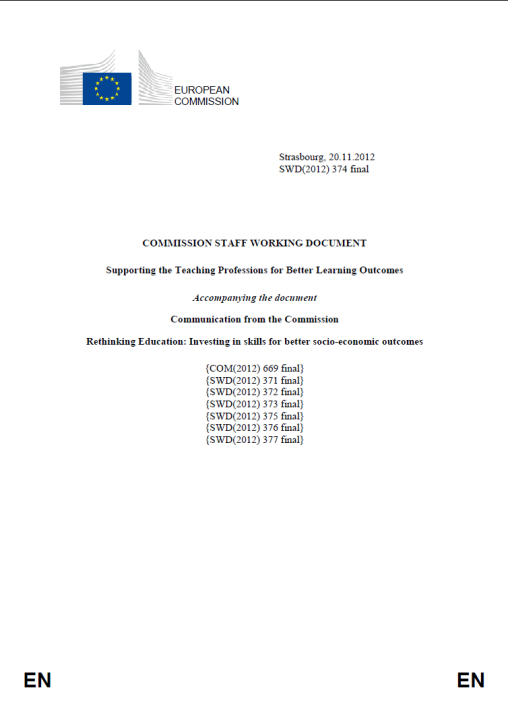 EUROPEAN
COMMISSION
Strasbourg, 20.11.2012
SWD(2012) 374 final
COMMISSION STAFF WORKING DOCUMENT
Supporting the Teaching Professions for Better Learning Outcomes
Accompanying the document
Communication from the Commission
Rethinking Education: Investing in skills for better socio-economic outcomes
{COM(2012) 669 final}
{SWD(2012) 371 final}
{SWD(2012) 372 final}
{SWD(2012) 373 final}
{SWD(2012) 375 final}
{SWD(2012) 376 final}
{SWD(2012) 377 final}
EN EN